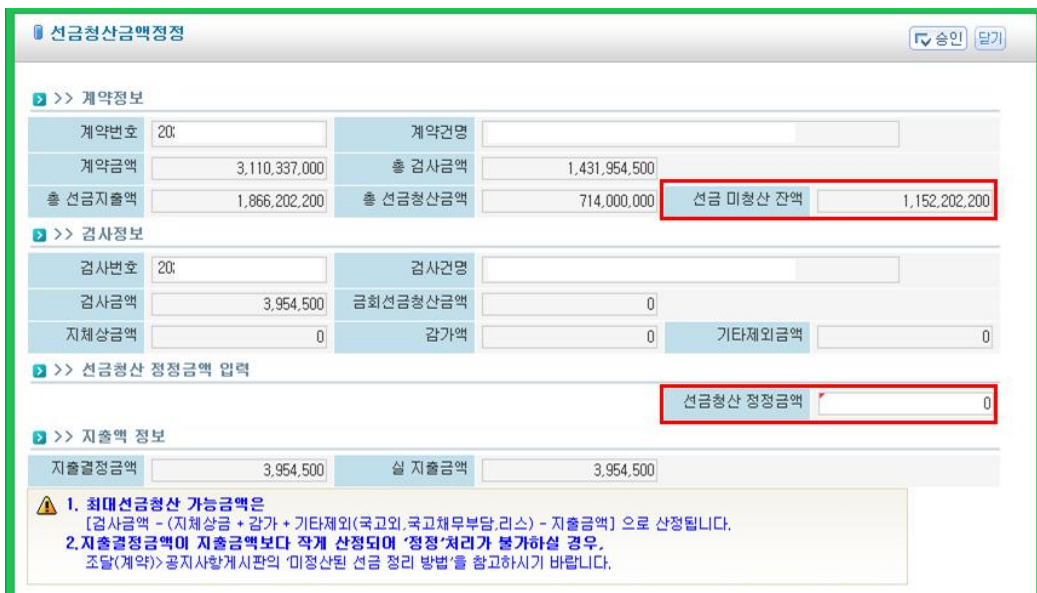 선금청산금액정정
승인 닫기
>> 계약정보
계약번호 20: 계약건명
계약금액 3,110,337,000 총 검사금액 1,431,954,500
총 선금지출액 1,866,202,200 총 선금청산금액 714,000,000 선금 미청산 잔액 1,152,202,200
>> 검사정보
검사번호 20: 검사건명
검사금액 3,954,500 금회선금청산금액 0
지체상금액 0 감가액 0 기타제외금액 0
>> 선금청산 정정금액 입력
선금청산 정정금액 0
>> 지출액 정보
지출결정금액 3,954,500 실 지출금액 3,954,500
1. 최대선금청산 가능금액은
[검사금액 - (지체상금 + 감가 + 기타제외(국고외,국고채무부담,리스) - 지출금액] 으로 산정됩니다.
2.지출결정금액이 지출금액보다 작게 산정되어 '정정'처리가 불가하실 경우,
조달(계약)>공지사항게시판의 '미정산된 선금 정리 방법'을 참고하시기 바랍니다.